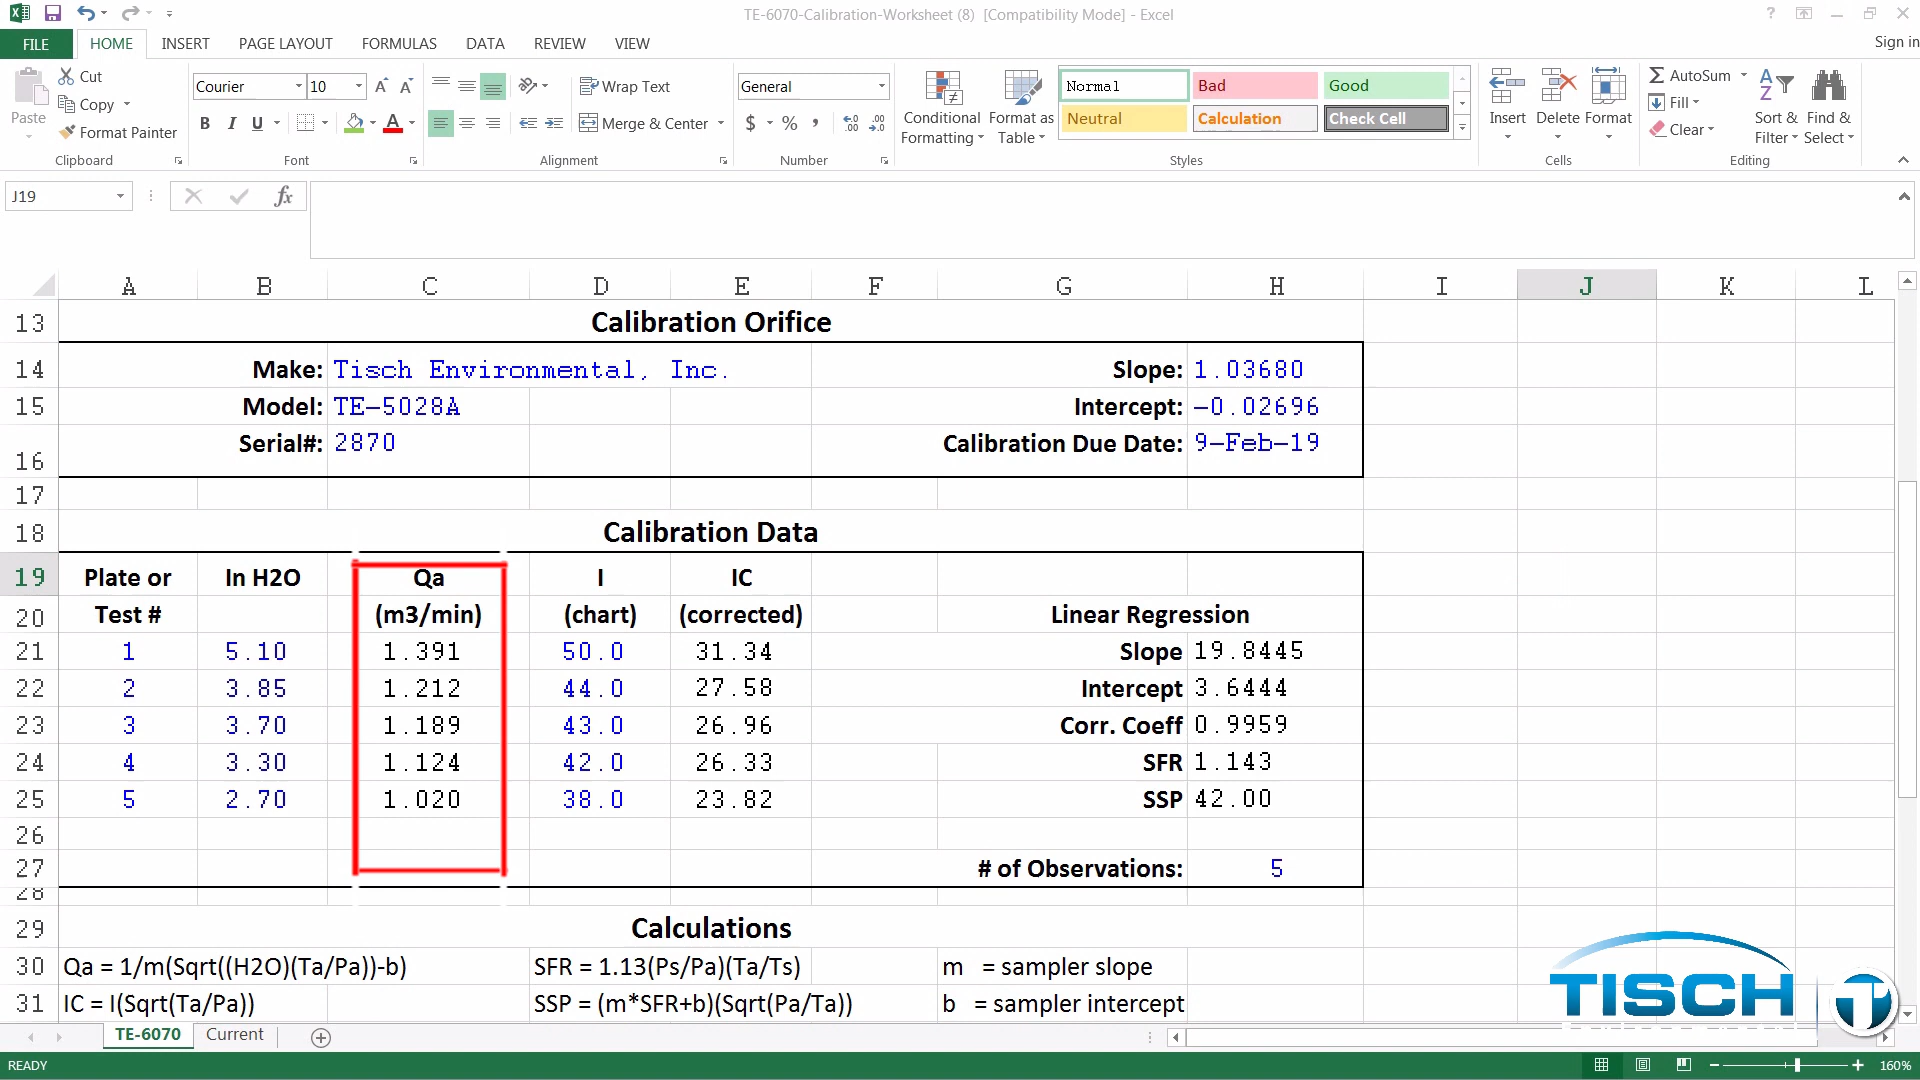 TE-6070-Calibration-Worksheet (8) [Compatibility Mode] - Excel
FILE HOME INSERT PAGE LAYOUT FORMULAS DATA REVIEW VIEW Sign in
Paste Cut Copy Format Painter
Clipboard
Courier 10
B I U A
Font
Wrap Text
Merge & Center
Alignment
General
$ % ,
Number
Conditional Formatting
Format as Table
Normal Bad Good
Neutral Calculation Check Cell
Styles
Insert Delete Format
Cells
AutoSum
Fill
Clear
Sort & Filter
Find & Select
Editing
J19 fx
A B C D E F G H I J K L
13 Calibration Orifice
14 Make: Tisch Environmental, Inc. Slope: 1.03680
15 Model: TE-5028A Intercept: -0.02696
16 Serial#: 2870 Calibration Due Date: 9-Feb-19
17
18 Calibration Data
19 Plate or In H2O Qa I IC
20 Test # (m3/min) (chart) (corrected) Linear Regression
21 1 5.10 1.391 50.0 31.34 Slope 19.8445
22 2 3.85 1.212 44.0 27.58 Intercept 3.6444
23 3 3.70 1.189 43.0 26.96 Corr. Coeff 0.9959
24 4 3.30 1.124 42.0 26.33 SFR 1.143
25 5 2.70 1.020 38.0 23.82 SSP 42.00
26
27 # of Observations: 5
28
29 Calculations
30 Qa = 1/m(Sqrt((H2O)(Ta/Pa))-b) SFR = 1.13(Ps/Pa)(Ta/Ts) m = sampler slope
31 IC = I(Sqrt(Ta/Pa)) SSP = (m*SFR+b)(Sqrt(Pa/Ta)) b = sampler intercept
TISCH
TE-6070 Current
READY 160%